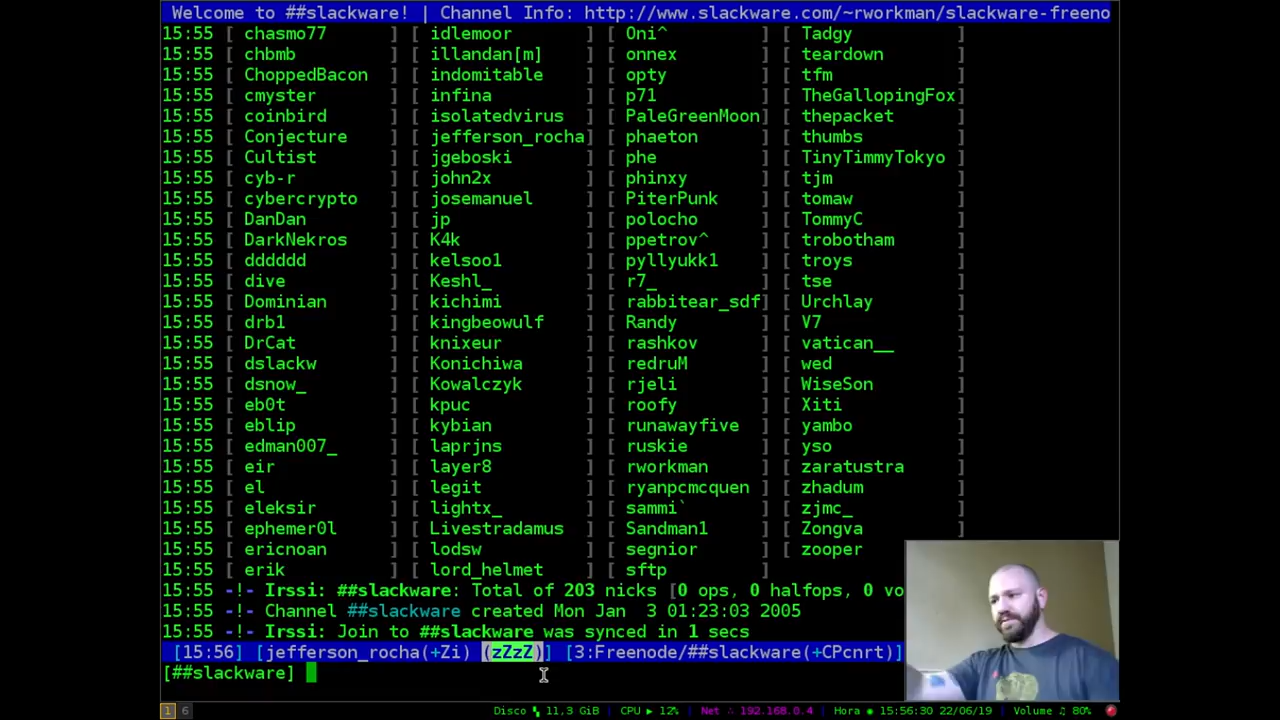 Welcome to ##slackware! | Channel Info: http://www.slackware.com/~rworkman/slackware-freeno
15:55 [ chasmo77 ] [ idlemoor ] [ Oni^ ] [ Tadgy ]
15:55 [ chbmb ] [ illandan[m] ] [ onnex ] [ teardown ]
15:55 [ ChoppedBacon ] [ indomitable ] [ opty ] [ tfm ]
15:55 [ cmyster ] [ infina ] [ p71 ] [ TheGallopingFox]
15:55 [ coinbird ] [ isolatedvirus ] [ PaleGreenMoon ] [ thepacket ]
15:55 [ Conjecture ] [ jefferson_rocha] [ phaeton ] [ thumbs ]
15:55 [ Cultist ] [ jgeboski ] [ phe ] [ TinyTimmyTokyo ]
15:55 [ cyb-r ] [ john2x ] [ phinxy ] [ tjm ]
15:55 [ cybercrypto ] [ josemanuel ] [ PiterPunk ] [ tomaw ]
15:55 [ DanDan ] [ jp ] [ polocho ] [ TommyC ]
15:55 [ DarkNekros ] [ K4k ] [ ppetrov^ ] [ trobotham ]
15:55 [ dddddd ] [ kelsoo1 ] [ pyllyukk1 ] [ troys ]
15:55 [ dive ] [ Keshl_ ] [ r7_ ] [ tse ]
15:55 [ Dominian ] [ kichimi ] [ rabbitear_sdf] [ Urchlay ]
15:55 [ drb1 ] [ kingbeowulf ] [ Randy ] [ V7 ]
15:55 [ DrCat ] [ knixeur ] [ rashkov ] [ vatican__ ]
15:55 [ dslackw ] [ Konichiwa ] [ redruM ] [ wed ]
15:55 [ dsnow_ ] [ Kowalczyk ] [ rjeli ] [ WiseSon ]
15:55 [ eb0t ] [ kpuc ] [ roofy ] [ Xiti ]
15:55 [ eblip ] [ kybian ] [ runawayfive ] [ yambo ]
15:55 [ edman007_ ] [ laprjns ] [ ruskie ] [ yso ]
15:55 [ eir ] [ layer8 ] [ rworkman ] [ zaratustra ]
15:55 [ el ] [ legit ] [ ryanpcmcquen ] [ zhadum ]
15:55 [ eleksir ] [ lightx_ ] [ sammi` ] [ zjmc_ ]
15:55 [ ephemer0l ] [ Livestradamus ] [ Sandman1 ] [ Zongva ]
15:55 [ ericnoan ] [ lodsw ] [ segnior ] [ zooper
15:55 [ erik ] [ lord_helmet ] [ sftp ]
15:55 -!- Irssi: ##slackware: Total of 203 nicks [0 ops, 0 halfops, 0 vo
15:55 -!- Channel ##slackware created Mon Jan  3 01:23:03 2005
15:55 -!- Irssi: Join to ##slackware was synced in 1 secs
[15:56] [jefferson_rocha(+Zi) (zZzZ)] [3:Freenode/##slackware(+CPcnrt)]
[##slackware]
1 6 Disco 11,3 GiB CPU ▶ 12% Net 192.168.0.4 Hora ◉ 15:56:30 22/06/19 Volume ♫ 80%